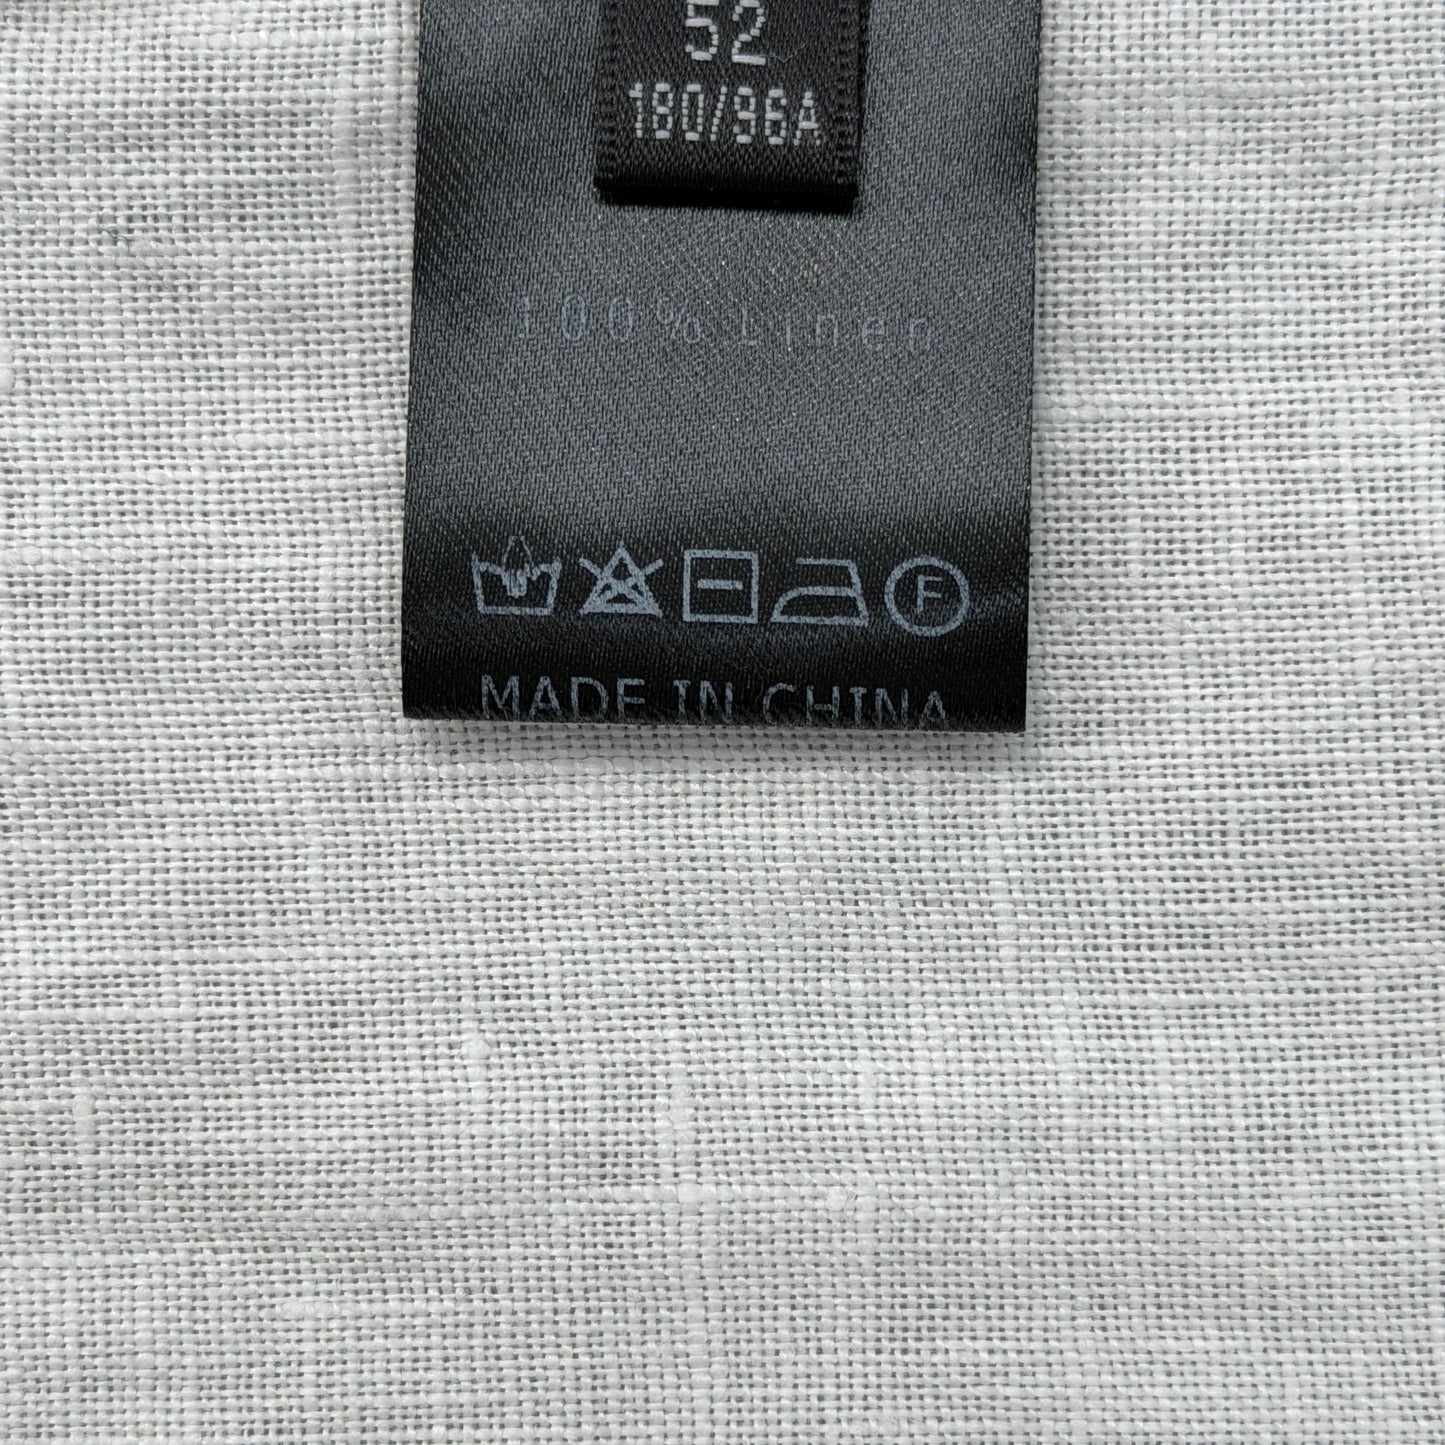 52
180/96A
100% Linen
F
MADE IN CHINA